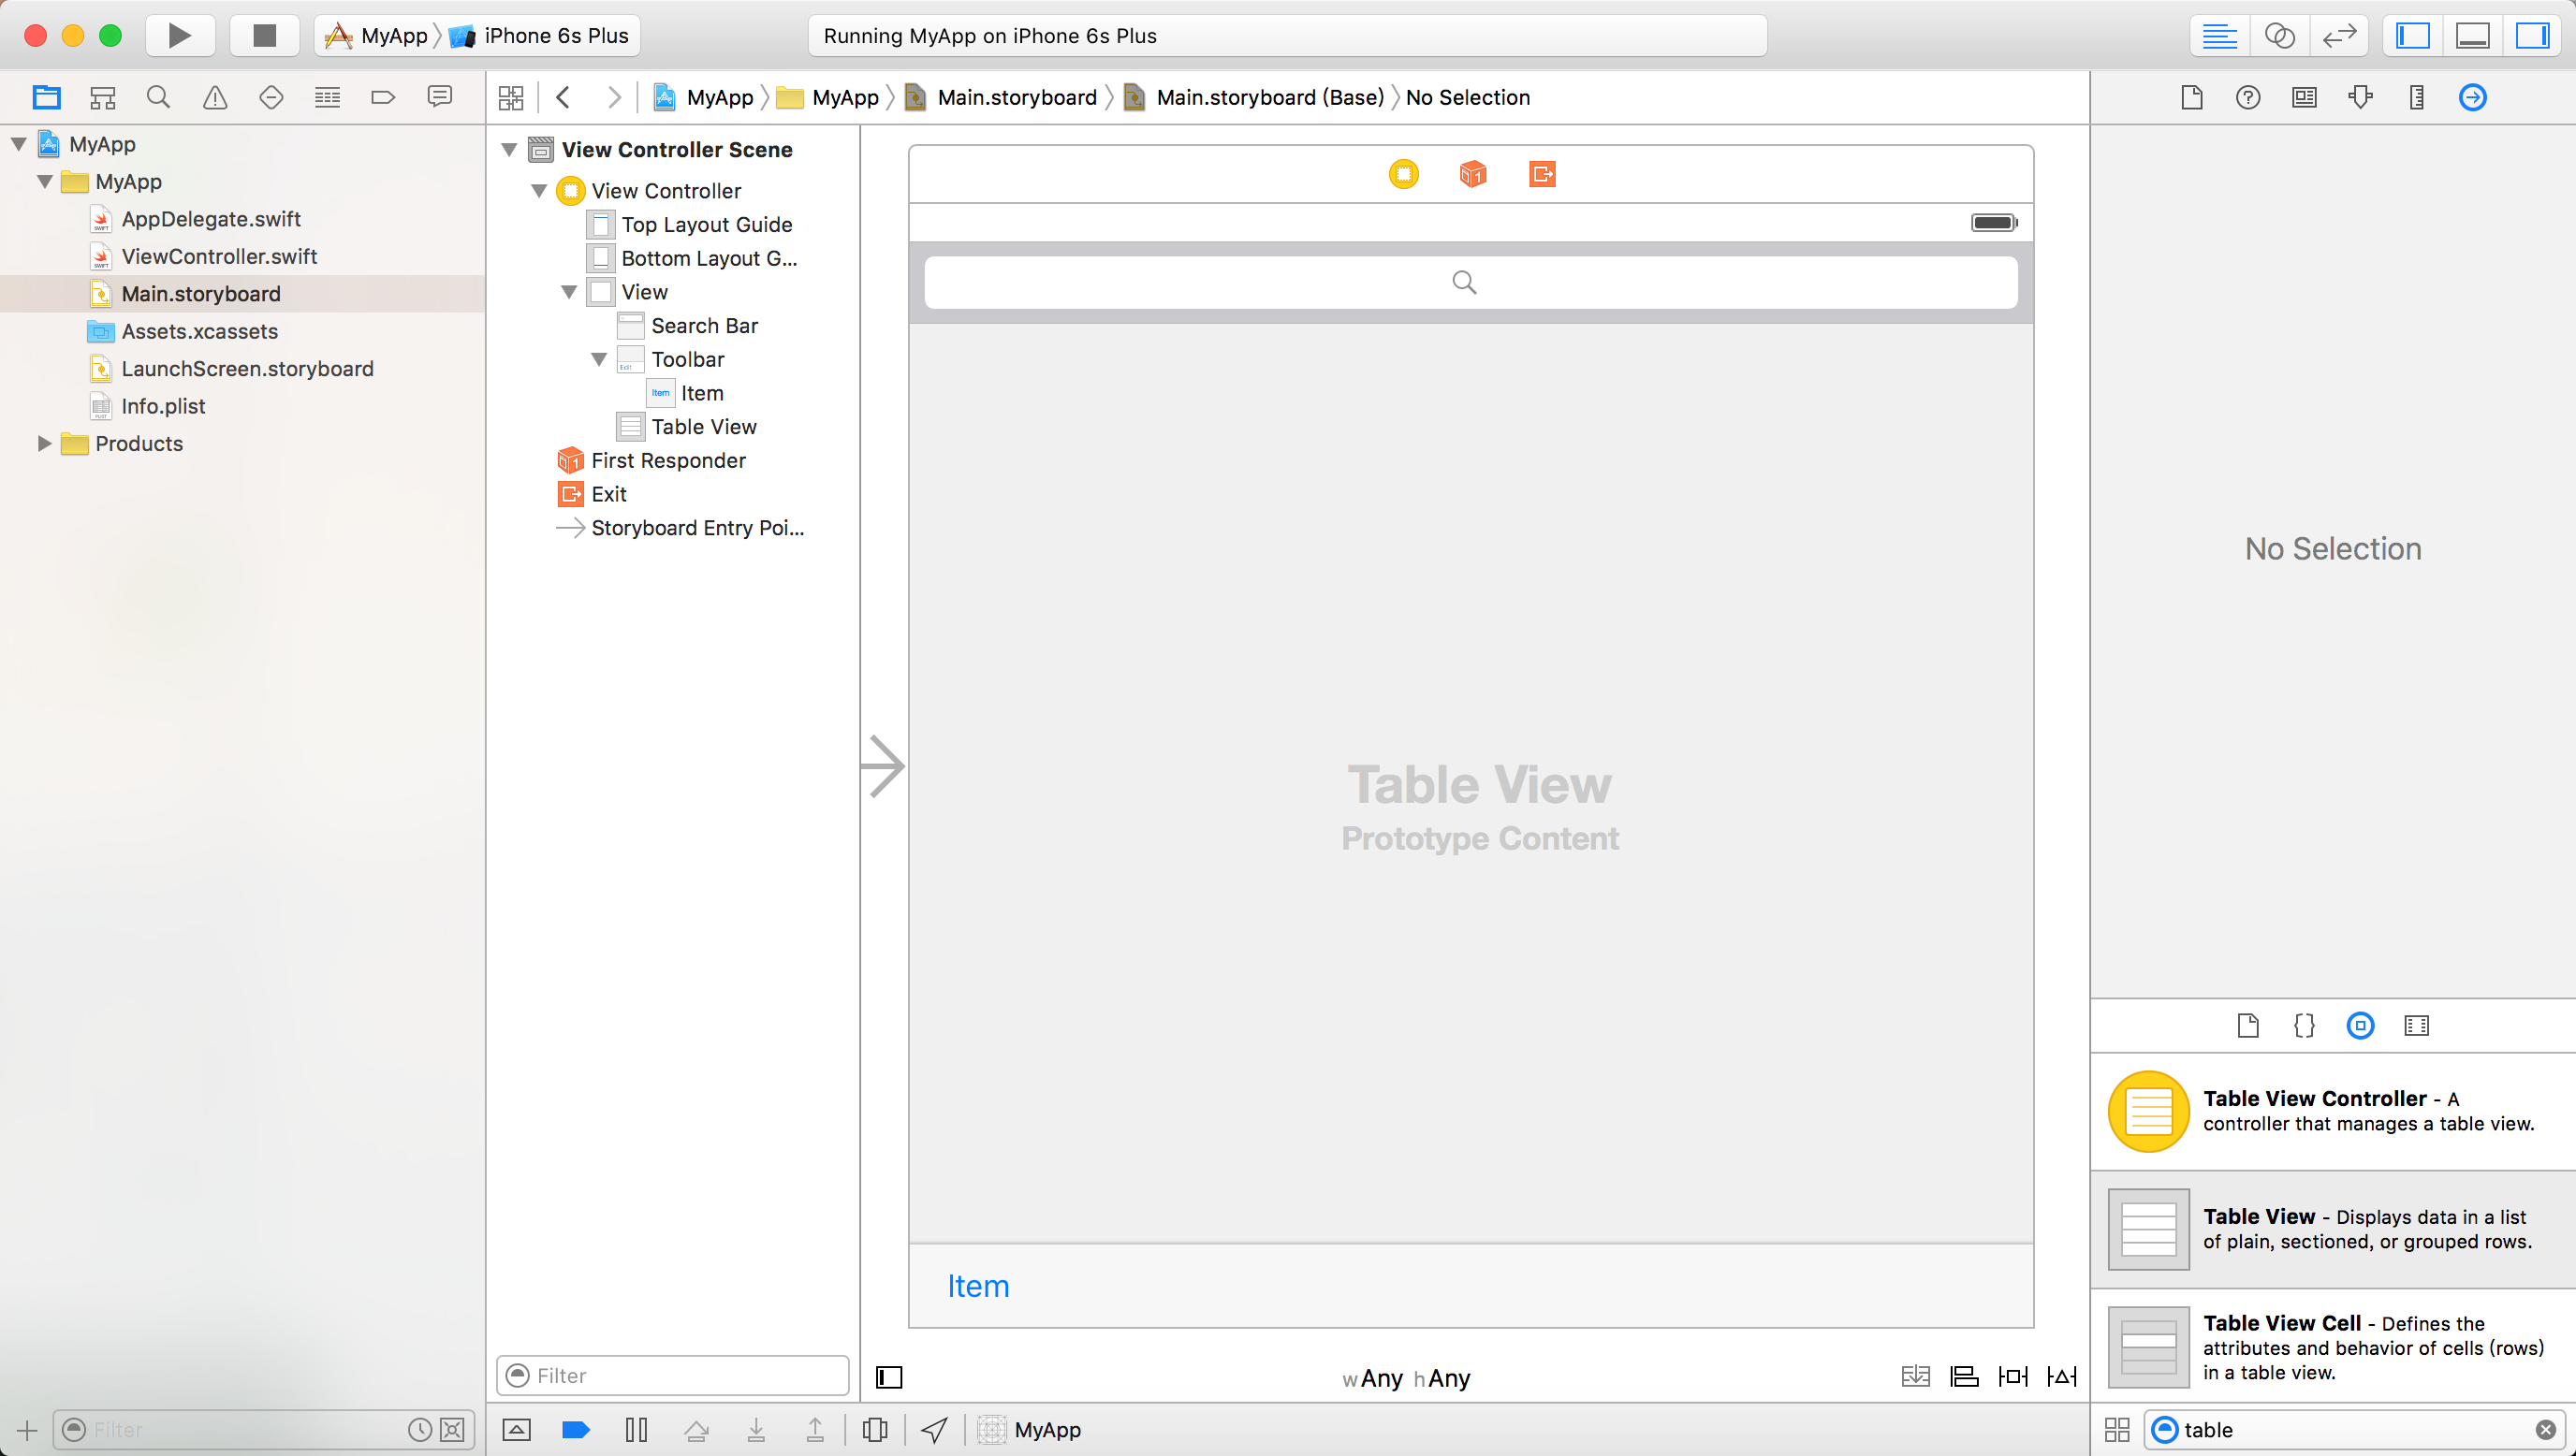 MyApp
iPhone 6s Plus
Running MyApp on iPhone 6s Plus
MyApp
MyApp
Main.storyboard
Main.storyboard (Base)
No Selection
MyApp
MyApp
AppDelegate.swift
ViewController.swift
Main.storyboard
Assets.xcassets
LaunchScreen.storyboard
Info.plist
Products
Filter
View Controller Scene
View Controller
Top Layout Guide
Bottom Layout G...
View
Search Bar
Toolbar
Item
Item
Table View
First Responder
Exit
Storyboard Entry Poi...
Filter
Table View
Prototype Content
Item
wAny hAny
MyApp
No Selection
Table View Controller - A
controller that manages a table view.
Table View - Displays data in a list
of plain, sectioned, or grouped rows.
Table View Cell - Defines the
attributes and behavior of cells (rows)
in a table view.
table